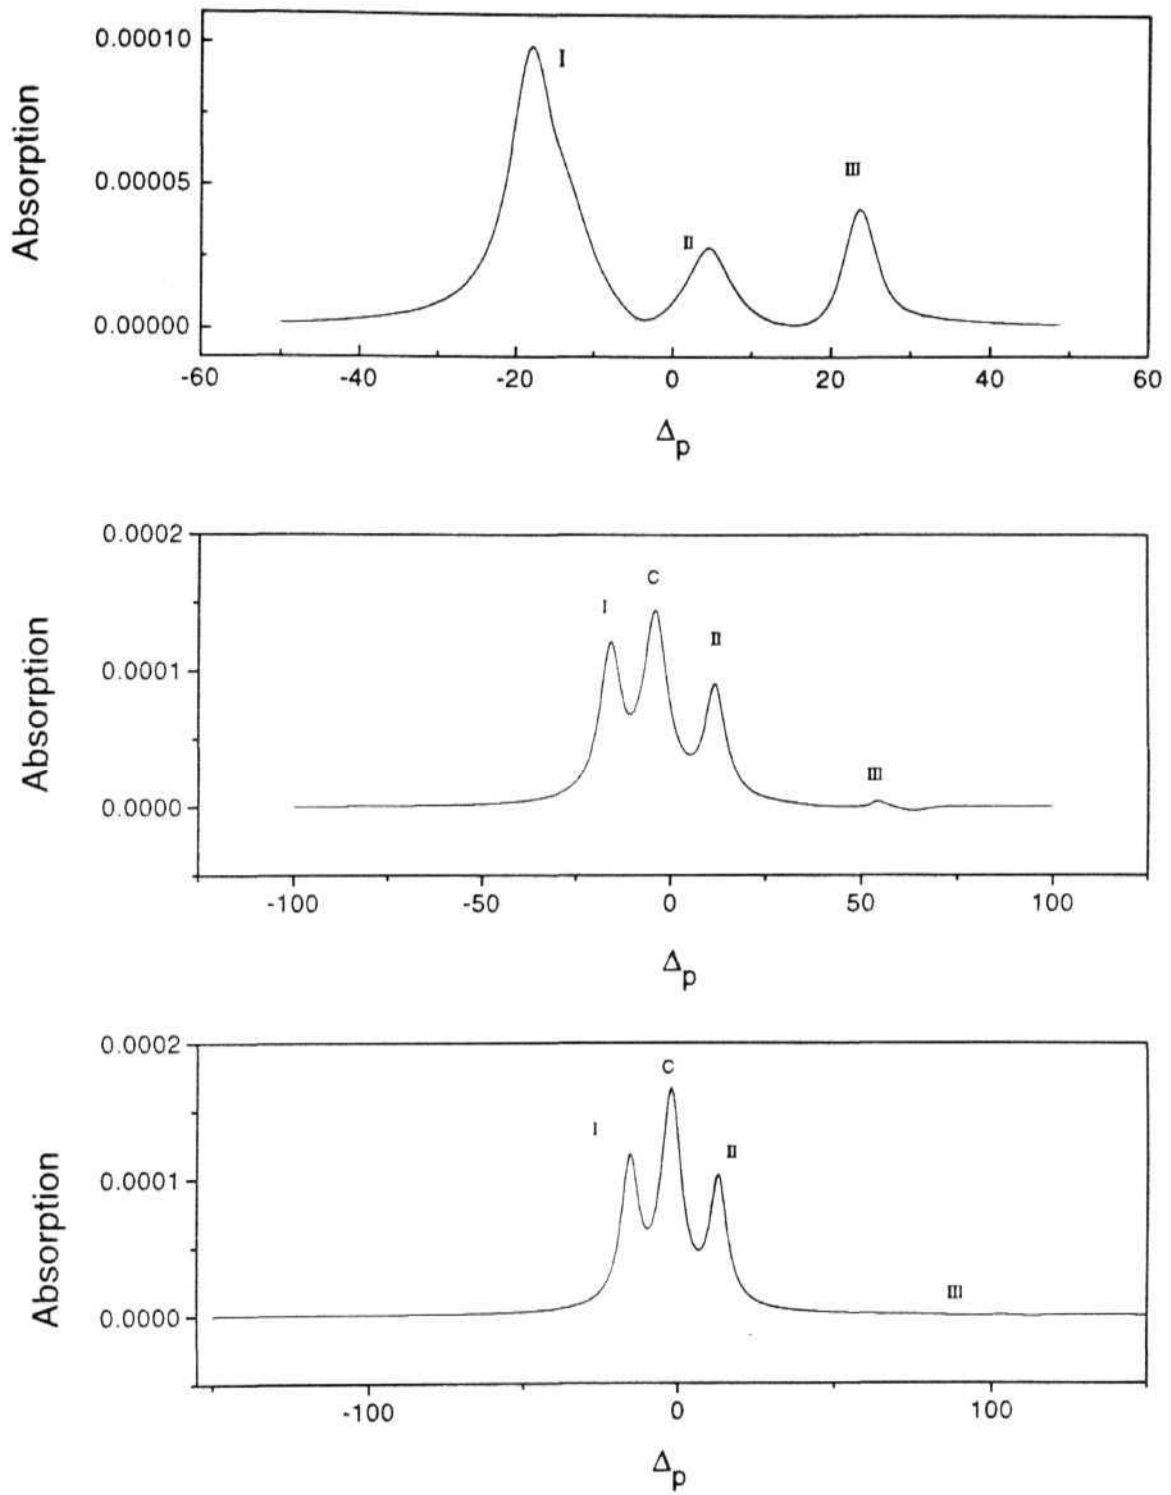 0.00010
I
Absorption
0.00005
III
II
0.00000
-60 -40 -20 0 20 40 60
Δp
0.0002
C
I
II
Absorption
0.0001
III
0.0000
-100 -50 0 50 100
Δp
0.0002
C
I
II
Absorption
0.0001
III
0.0000
-100 0 100
Δp